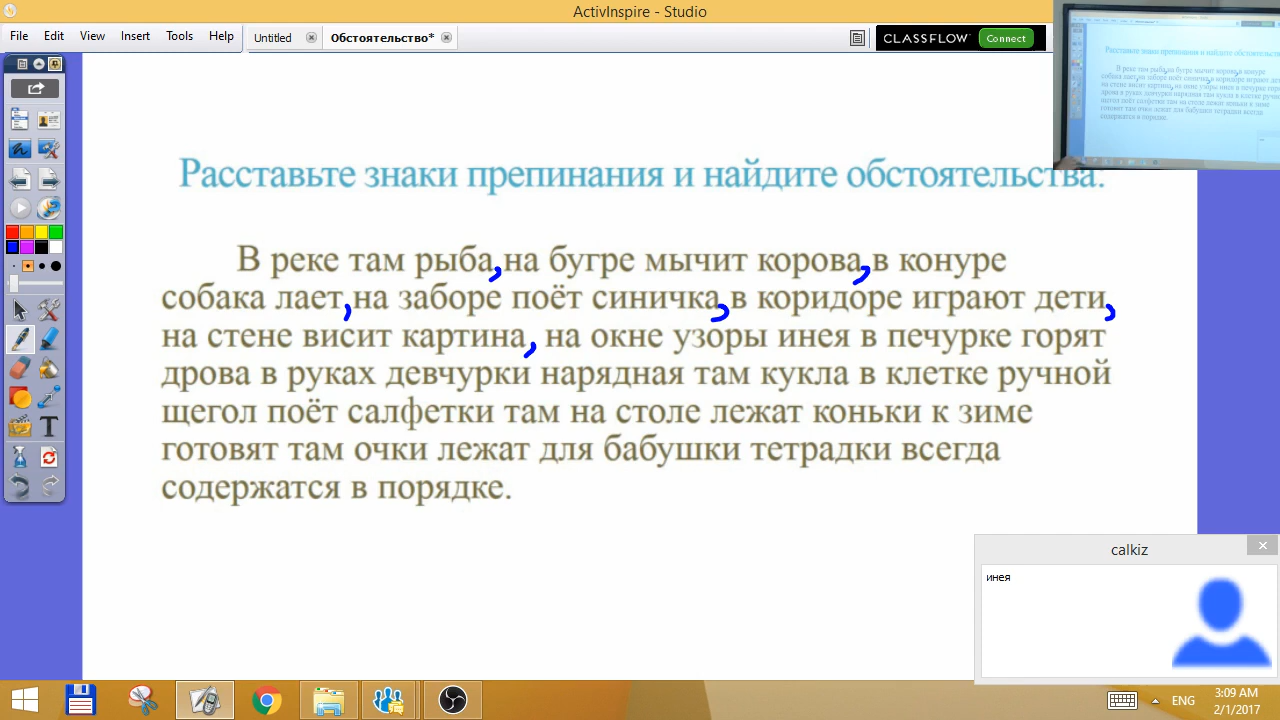 ActivInspire - Studio
File Edit View Insert Tools Help
Untitled
Обстоятельство*
CLASSFLOW Connect
Расставьте знаки препинания и найдите обстоятельства.
В реке там рыба, на бугре мычит корова, в конуре
собака лает, на заборе поёт синичка, в коридоре играют дети,
на стене висит картина, на окне узоры инея в печурке горят
дрова в руках девчурки нарядная там кукла в клетке ручной
щегол поёт салфетки там на столе лежат коньки к зиме
готовят там очки лежат для бабушки тетрадки всегда
содержатся в порядке.
calkiz
инея
ENG
3:09 AM
2/1/2017